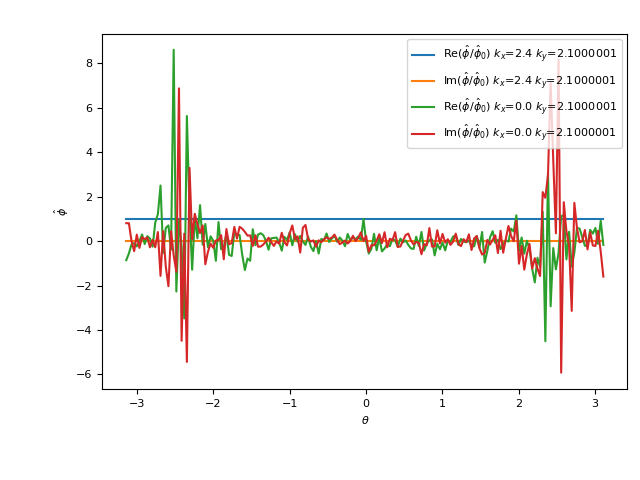 Re(φ̂/φ̂₀) kₓ=2.4 k_y=2.1000001
Im(φ̂/φ̂₀) kₓ=2.4 k_y=2.1000001
Re(φ̂/φ̂₀) kₓ=0.0 k_y=2.1000001
Im(φ̂/φ̂₀) kₓ=0.0 k_y=2.1000001
8
6
4
2
0
−2
−4
−6
φ̂
−3 −2 −1 0 1 2 3
θ